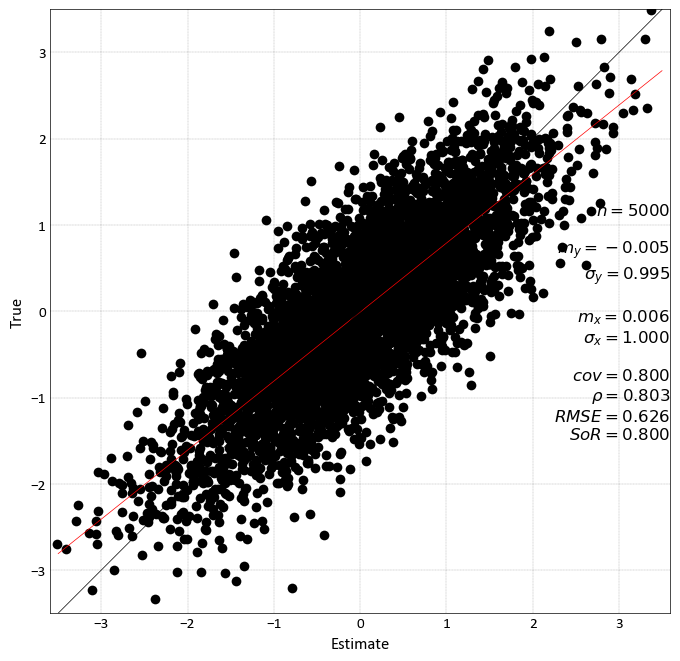 3
2
1
0
−1
−2
−3
True
n = 5000
m_y = −0.005
σ_y = 0.995
m_x = 0.006
σ_x = 1.000
cov = 0.800
ρ = 0.803
RMSE = 0.626
SoR = 0.800
−3 −2 −1 0 1 2 3
Estimate